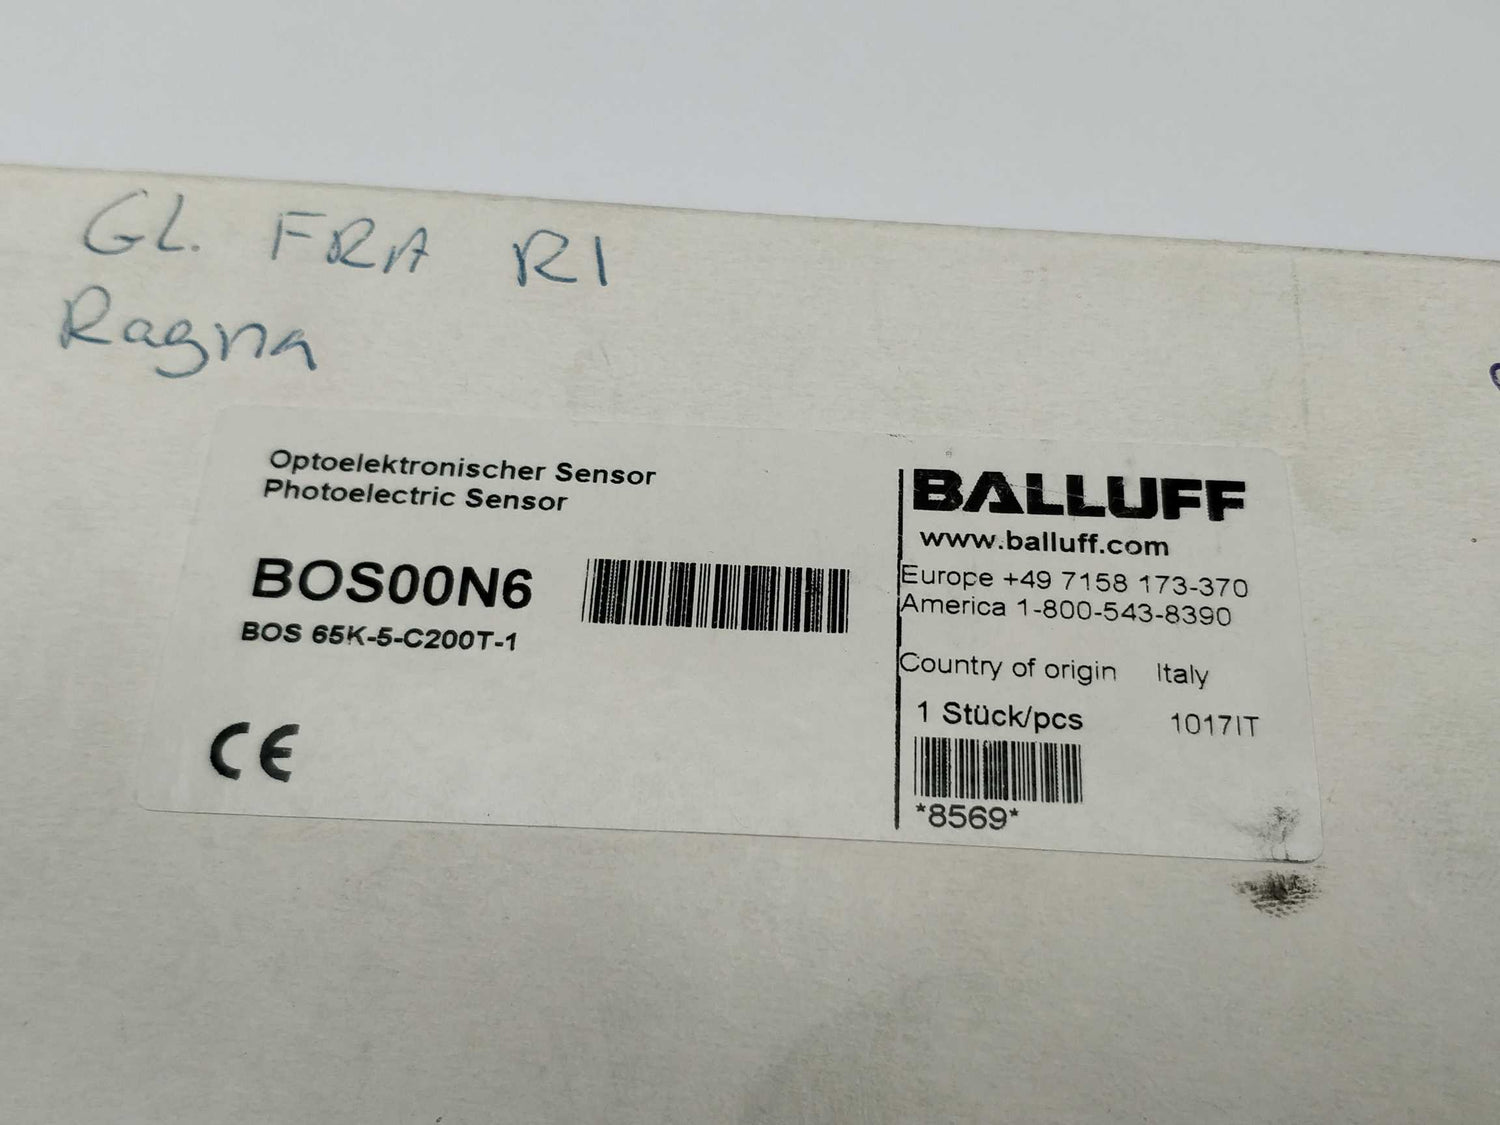 GL. FRA R1
Ragna
Optoelektronischer Sensor
Photoelectric Sensor
BOS00N6
BOS 65K-5-C200T-1
CE
BALLUFF
www.balluff.com
Europe +49 7158 173-370
America 1-800-543-8390
Country of origin Italy
1 Stück/pcs 1017IT
*8569*